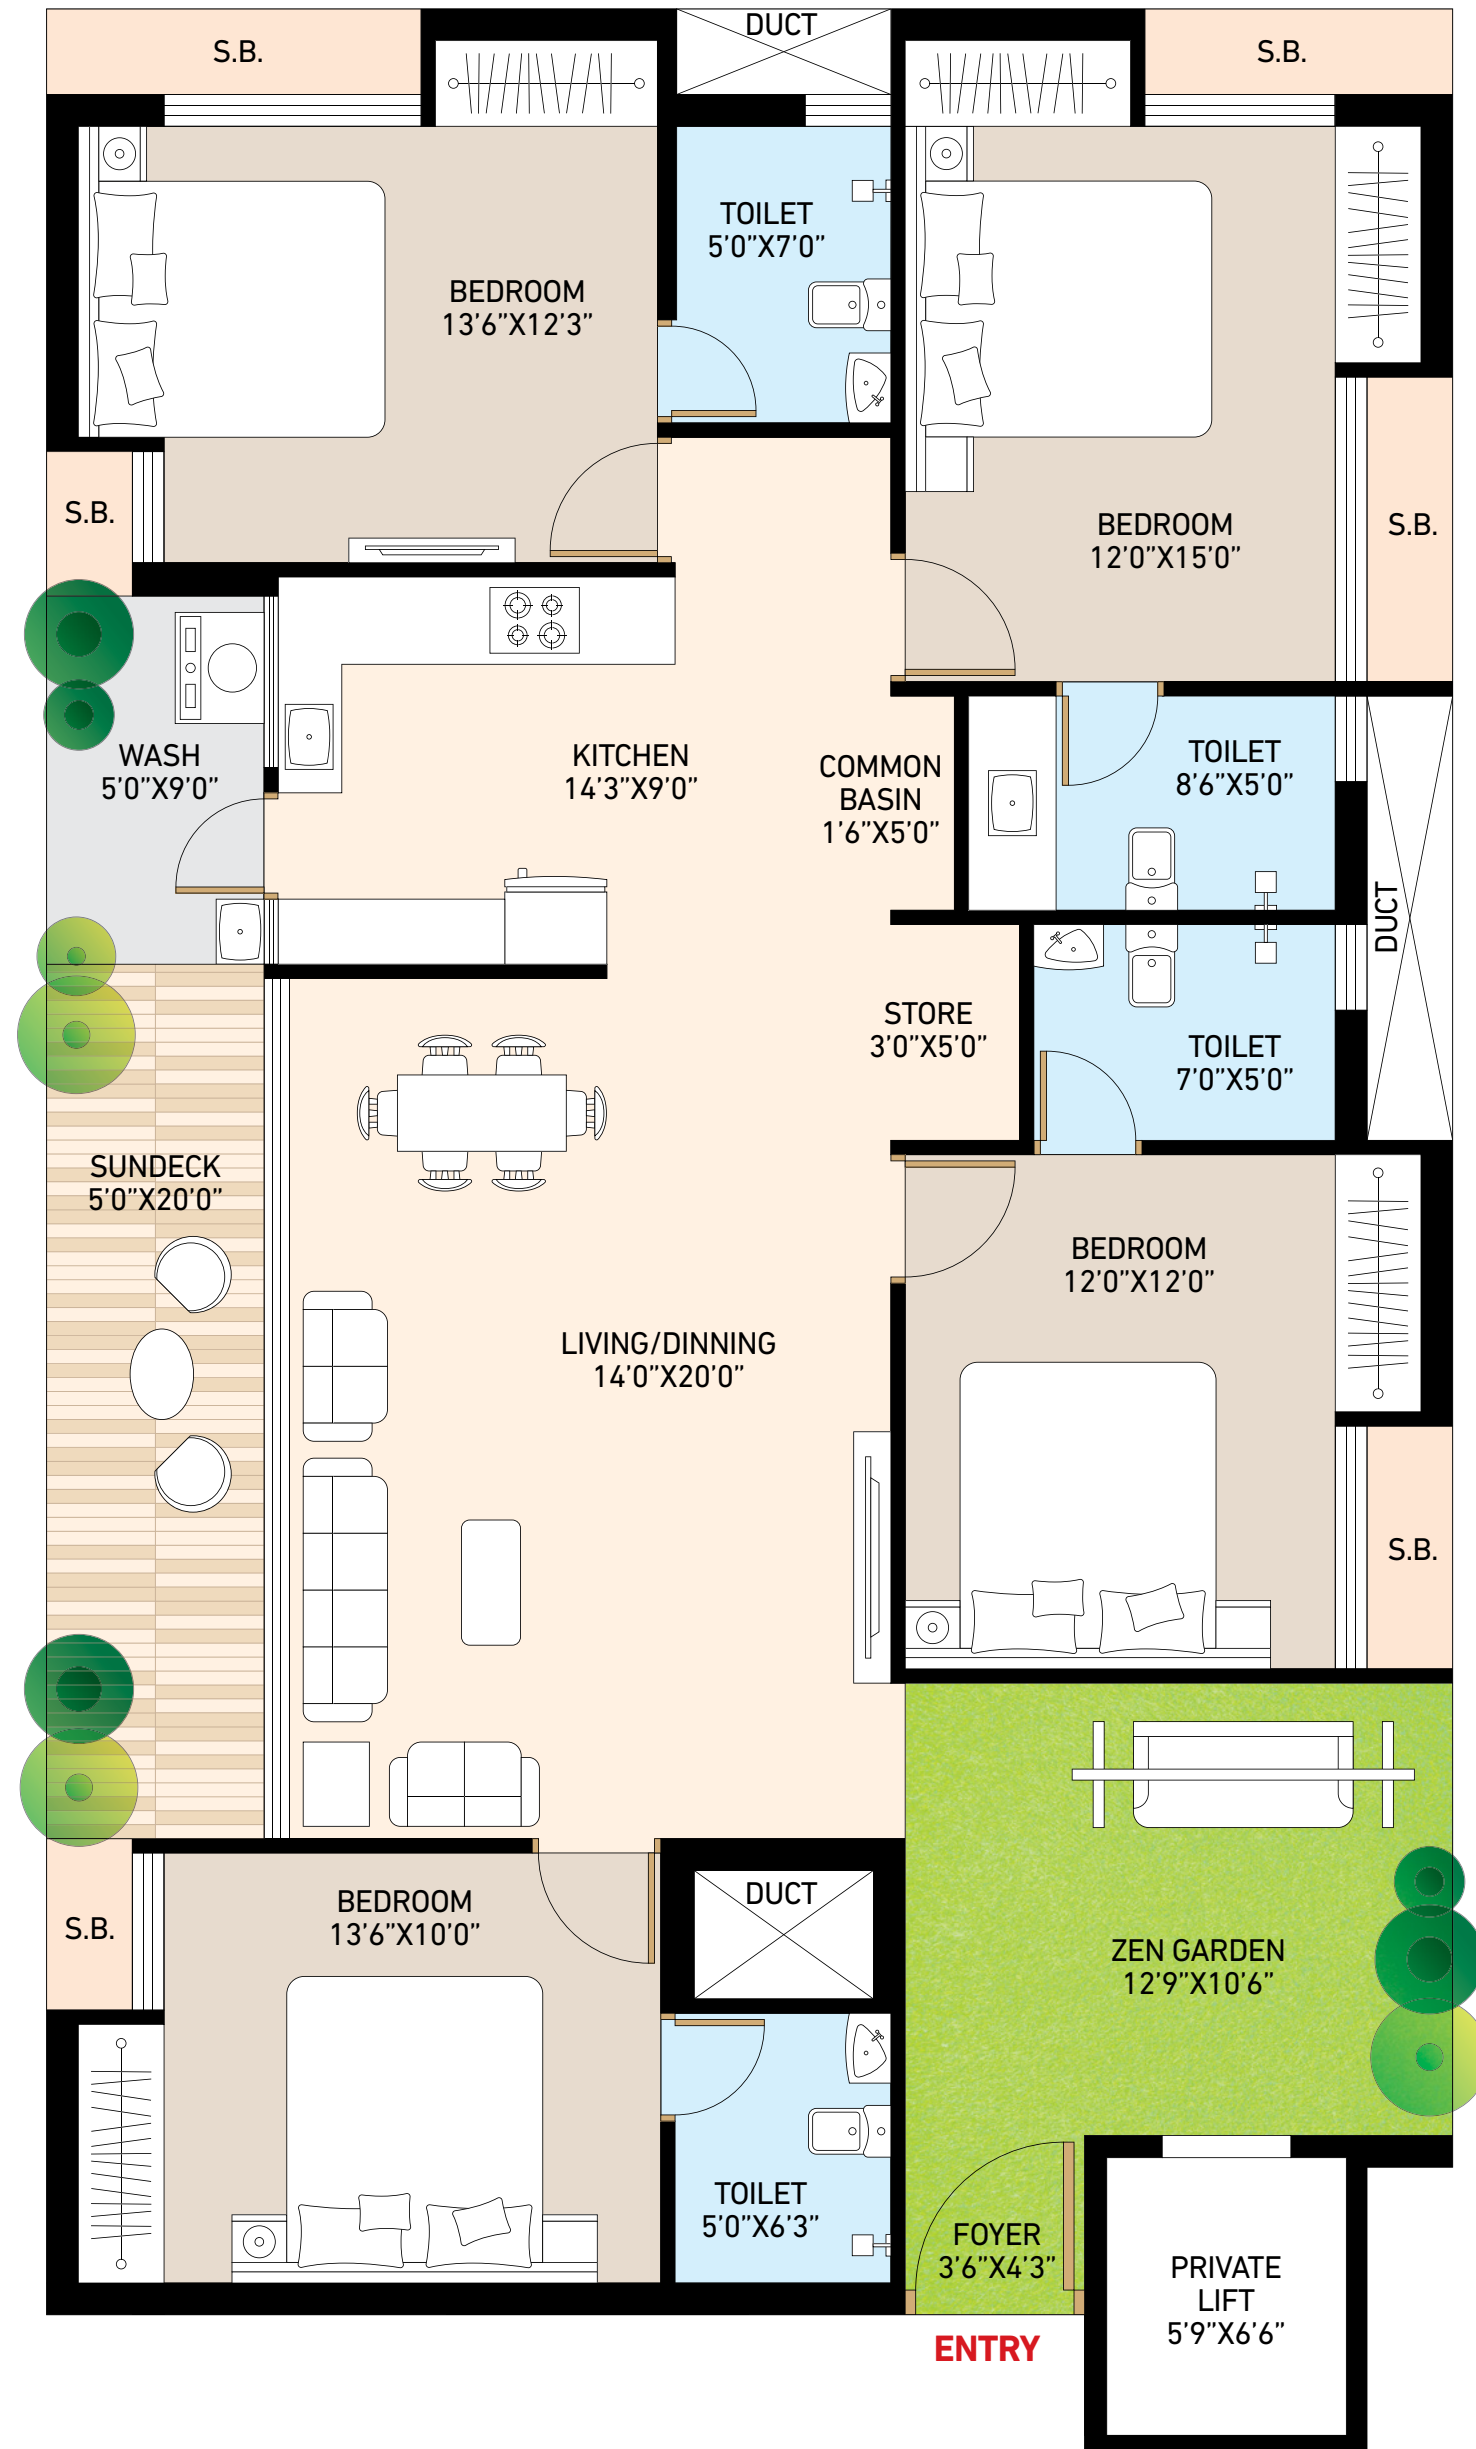 DUCT
S.B.
S.B.
TOILET
5’0”X7’0”
BEDROOM
13’6”X12’3”
S.B.
BEDROOM
12’0”X15’0”
S.B.
WASH
5’0”X9’0”
KITCHEN
14’3”X9’0”
COMMON
BASIN
1’6”X5’0”
TOILET
8’6”X5’0”
DUCT
STORE
3’0”X5’0”
TOILET
7’0”X5’0”
SUNDECK
5’0”X20’0”
BEDROOM
12’0”X12’0”
LIVING/DINNING
14’0”X20’0”
S.B.
S.B.
BEDROOM
13’6”X10’0”
DUCT
ZEN GARDEN
12’9”X10’6”
TOILET
5’0”X6’3”
FOYER
3’6”X4’3”
PRIVATE
LIFT
5’9”X6’6”
ENTRY